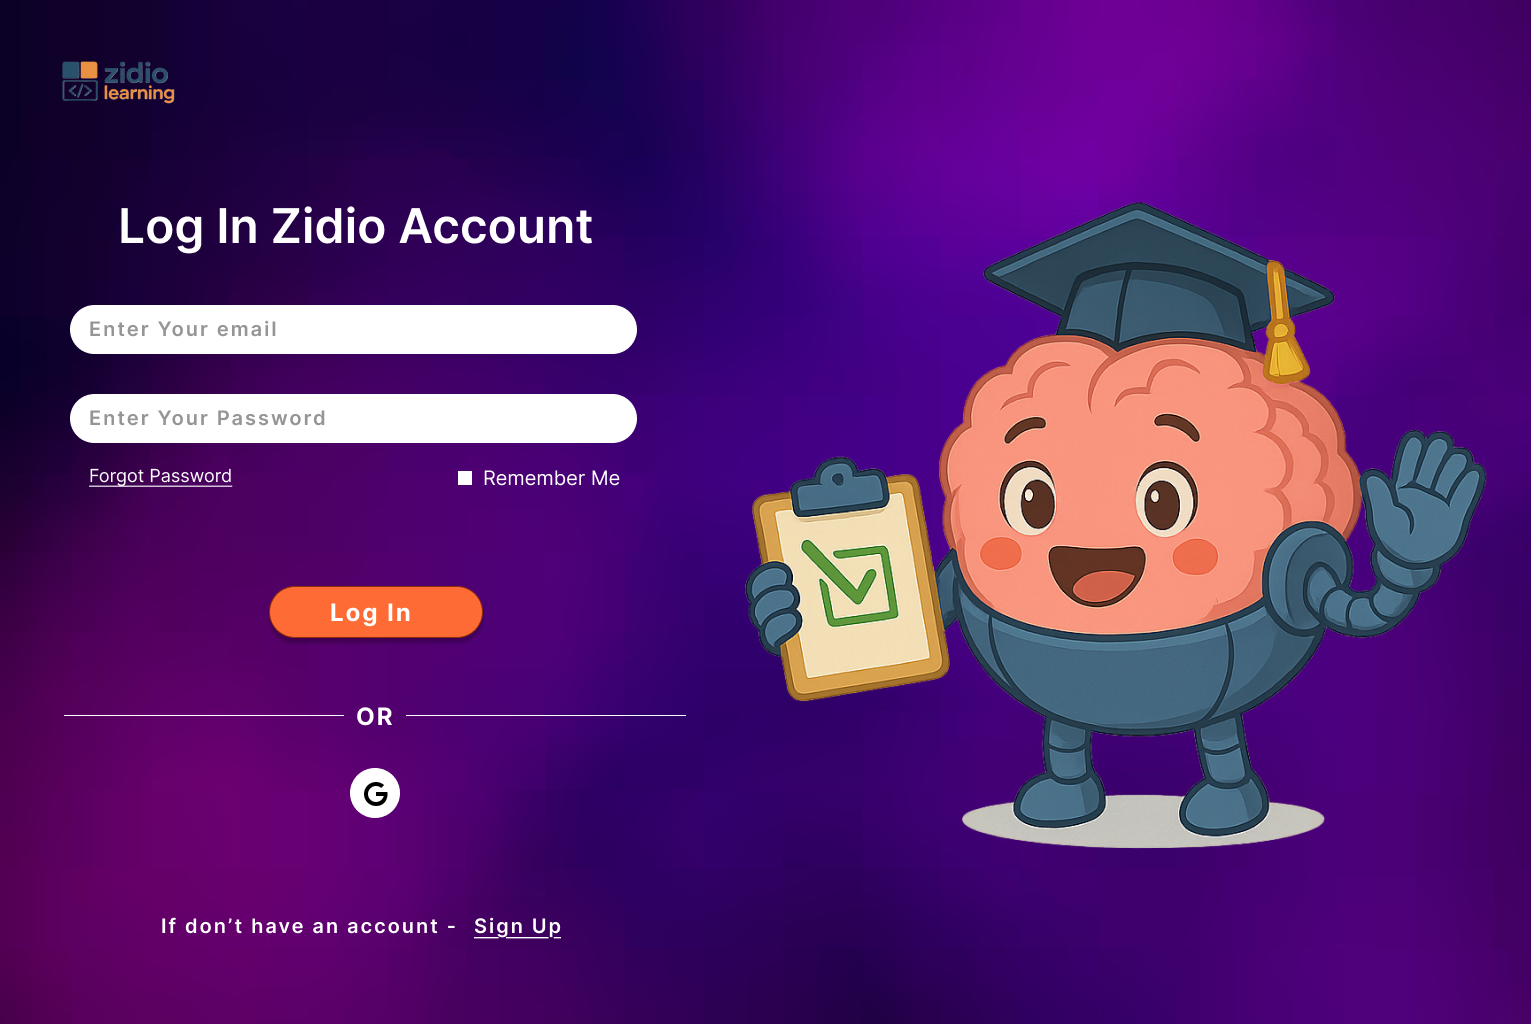 zidio
</>
learning
Log In Zidio Account
Enter Your email
Enter Your Password
Forgot Password
Remember Me
Log In
OR
G
If don’t have an account - Sign Up